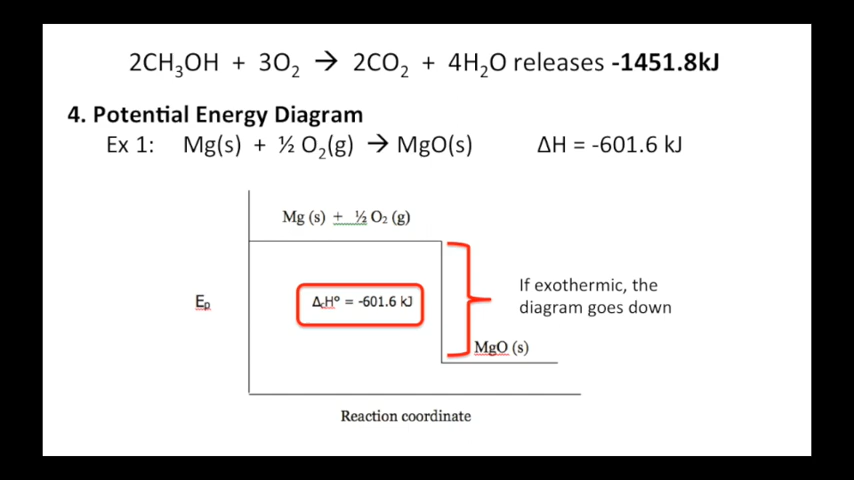 2CH₃OH + 3O₂ → 2CO₂ + 4H₂O releases -1451.8kJ
4. Potential Energy Diagram
Ex 1: Mg(s) + ½ O₂(g) → MgO(s) ΔH = -601.6 kJ
Mg (s) + ½ O₂ (g)
If exothermic, the
diagram goes down
Eₚ
Δ꜀H° = -601.6 kJ
MgO (s)
Reaction coordinate